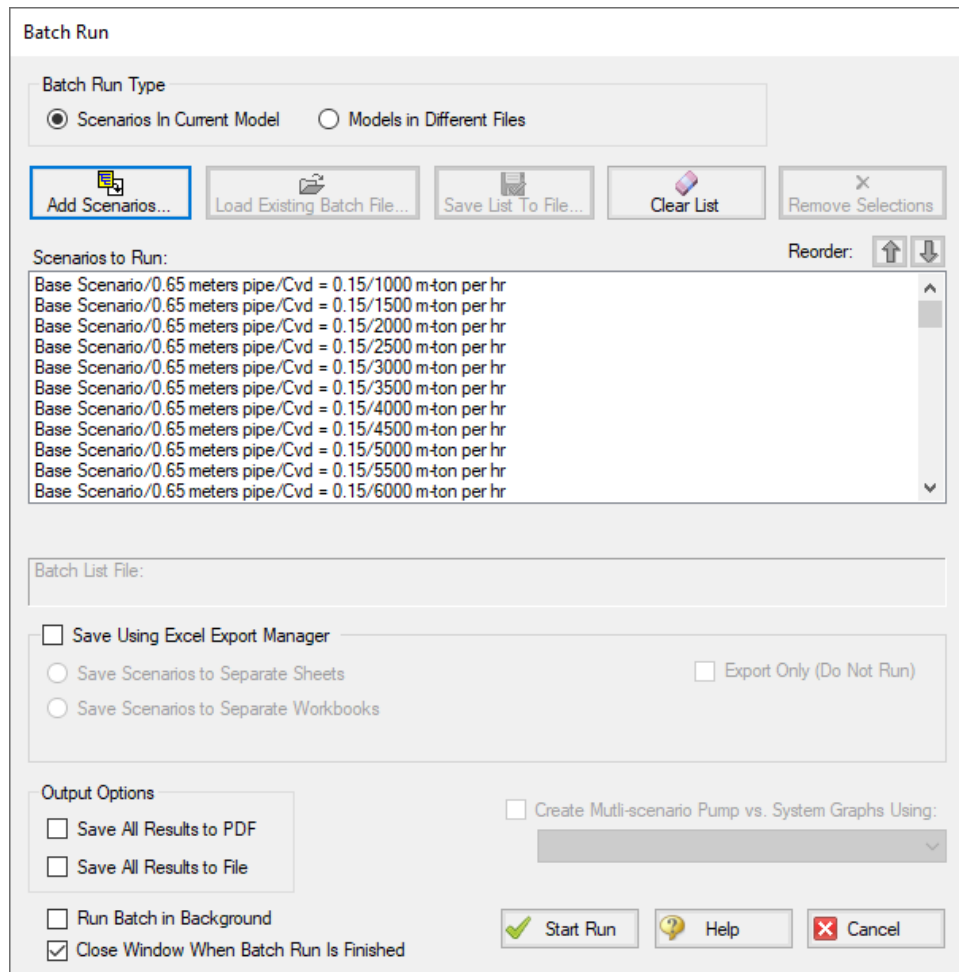 Batch Run
Batch Run Type
Scenarios In Current Model
Models in Different Files
Add Scenarios...
Load Existing Batch File...
Save List To File...
Clear List
Remove Selections
Scenarios to Run:
Reorder:
Base Scenario/0.65 meters pipe/Cvd = 0.15/1000 m-ton per hr
Base Scenario/0.65 meters pipe/Cvd = 0.15/1500 m-ton per hr
Base Scenario/0.65 meters pipe/Cvd = 0.15/2000 m-ton per hr
Base Scenario/0.65 meters pipe/Cvd = 0.15/2500 m-ton per hr
Base Scenario/0.65 meters pipe/Cvd = 0.15/3000 m-ton per hr
Base Scenario/0.65 meters pipe/Cvd = 0.15/3500 m-ton per hr
Base Scenario/0.65 meters pipe/Cvd = 0.15/4000 m-ton per hr
Base Scenario/0.65 meters pipe/Cvd = 0.15/4500 m-ton per hr
Base Scenario/0.65 meters pipe/Cvd = 0.15/5000 m-ton per hr
Base Scenario/0.65 meters pipe/Cvd = 0.15/5500 m-ton per hr
Base Scenario/0.65 meters pipe/Cvd = 0.15/6000 m-ton per hr
Batch List File:
Save Using Excel Export Manager
Save Scenarios to Separate Sheets
Export Only (Do Not Run)
Save Scenarios to Separate Workbooks
Output Options
Save All Results to PDF
Save All Results to File
Create Mutli-scenario Pump vs. System Graphs Using:
Run Batch in Background
Close Window When Batch Run Is Finished
Start Run
Help
Cancel